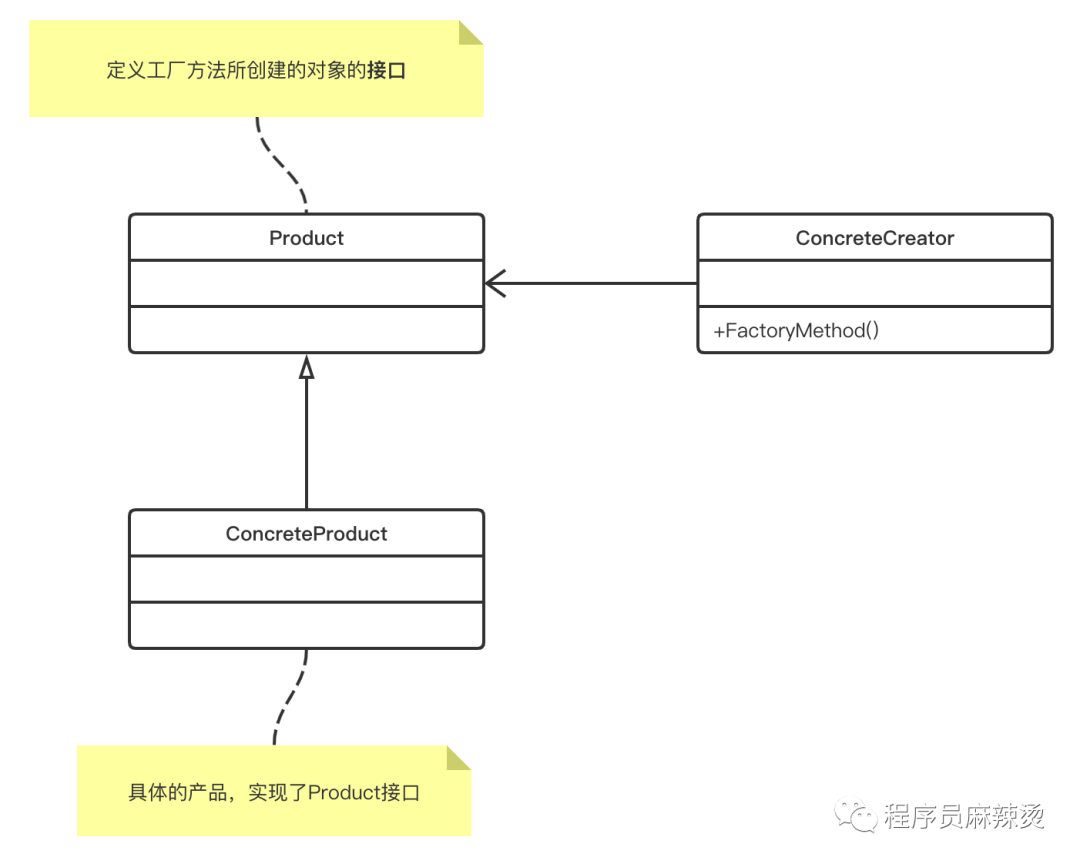 定义工厂方法所创建的对象的接口
Product
ConcreteCreator
+FactoryMethod()
ConcreteProduct
具体的产品，实现了Product接口
程序员麻辣烫